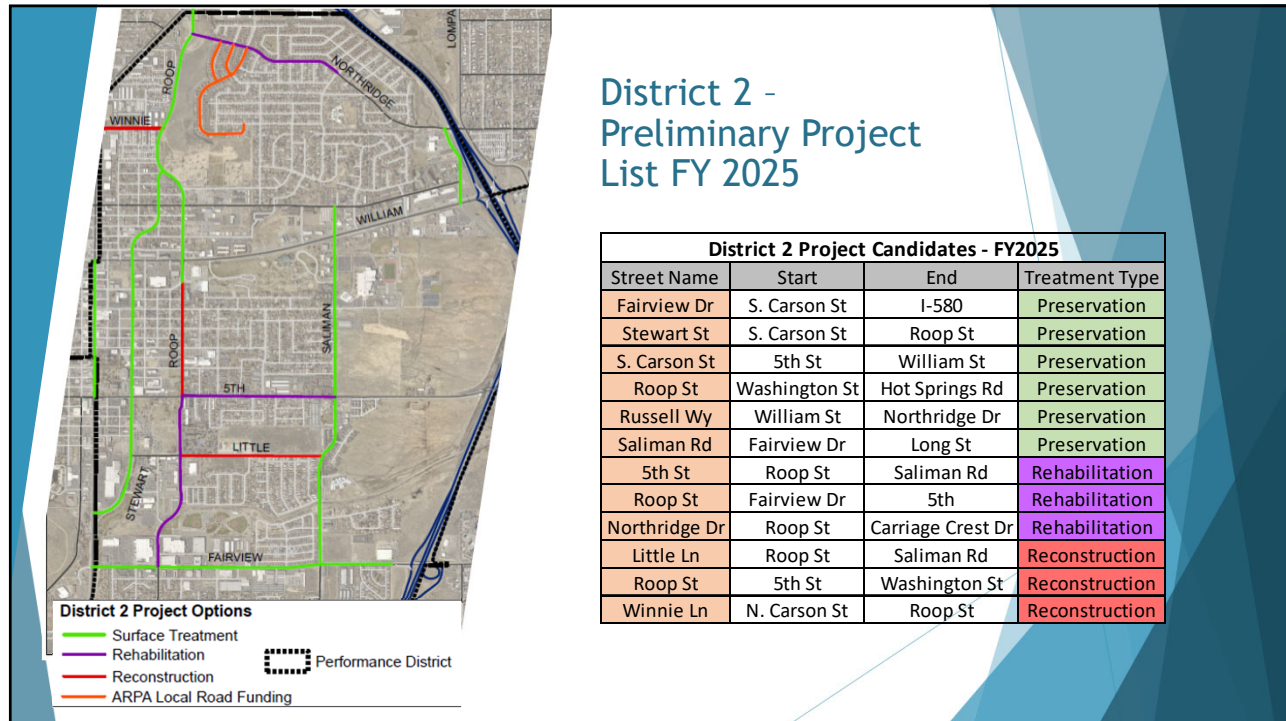 LOMPA
ROOP
NORTHRIDGE
WINNIE
WILLIAM
SALIMAN
ROOP
5TH
LITTLE
STEWART
FAIRVIEW
District 2 Project Options
Surface Treatment
Rehabilitation
Reconstruction
ARPA Local Road Funding
Performance District
District 2 –
Preliminary Project
List FY 2025
District 2 Project Candidates - FY2025
Street Name Start End Treatment Type
Fairview Dr S. Carson St I-580 Preservation
Stewart St S. Carson St Roop St Preservation
S. Carson St 5th St William St Preservation
Roop St Washington St Hot Springs Rd Preservation
Russell Wy William St Northridge Dr Preservation
Saliman Rd Fairview Dr Long St Preservation
5th St Roop St Saliman Rd Rehabilitation
Roop St Fairview Dr 5th Rehabilitation
Northridge Dr Roop St Carriage Crest Dr Rehabilitation
Little Ln Roop St Saliman Rd Reconstruction
Roop St 5th St Washington St Reconstruction
Winnie Ln N. Carson St Roop St Reconstruction